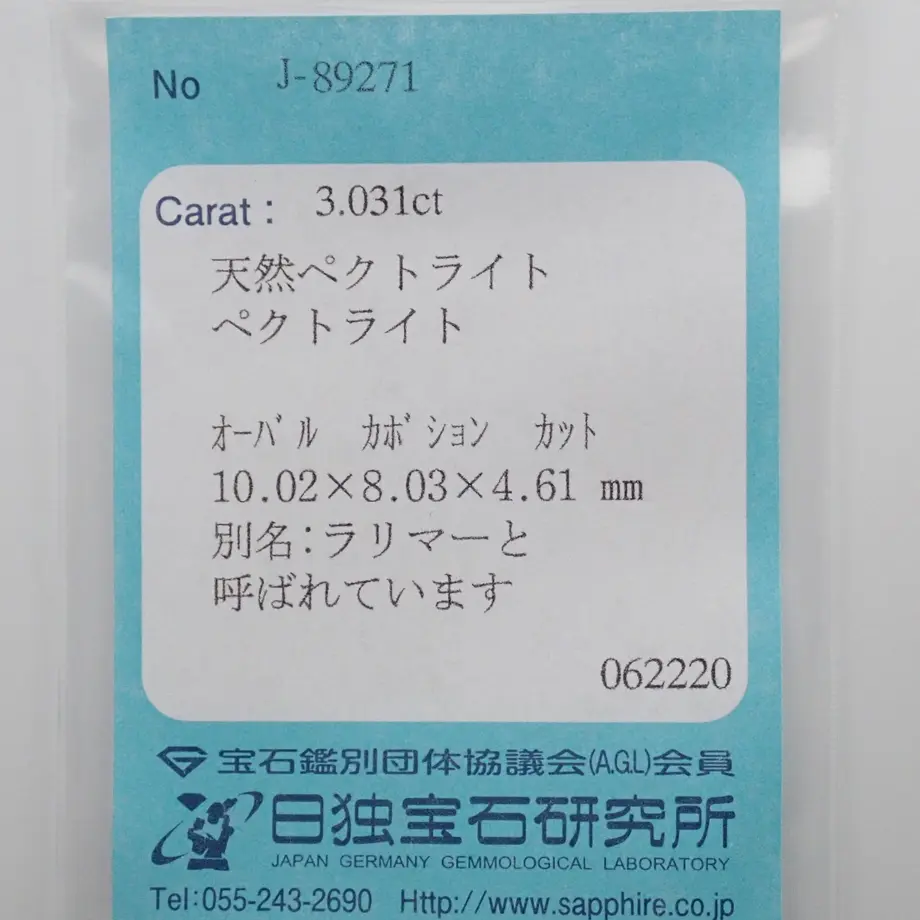 No J-89271
Carat : 3.031ct
天然ペクトライト
ペクトライト
ｵｰﾊﾞﾙ ｶﾎﾞｼｮﾝ ｶｯﾄ
10.02×8.03×4.61 mm
別名:ラリマーと
呼ばれています
062220
宝石鑑別団体協議会(A.G.L)会員
日独宝石研究所
JAPAN GERMANY GEMMOLOGICAL LABORATORY
Tel:055-243-2690 Http://www.sapphire.co.jp